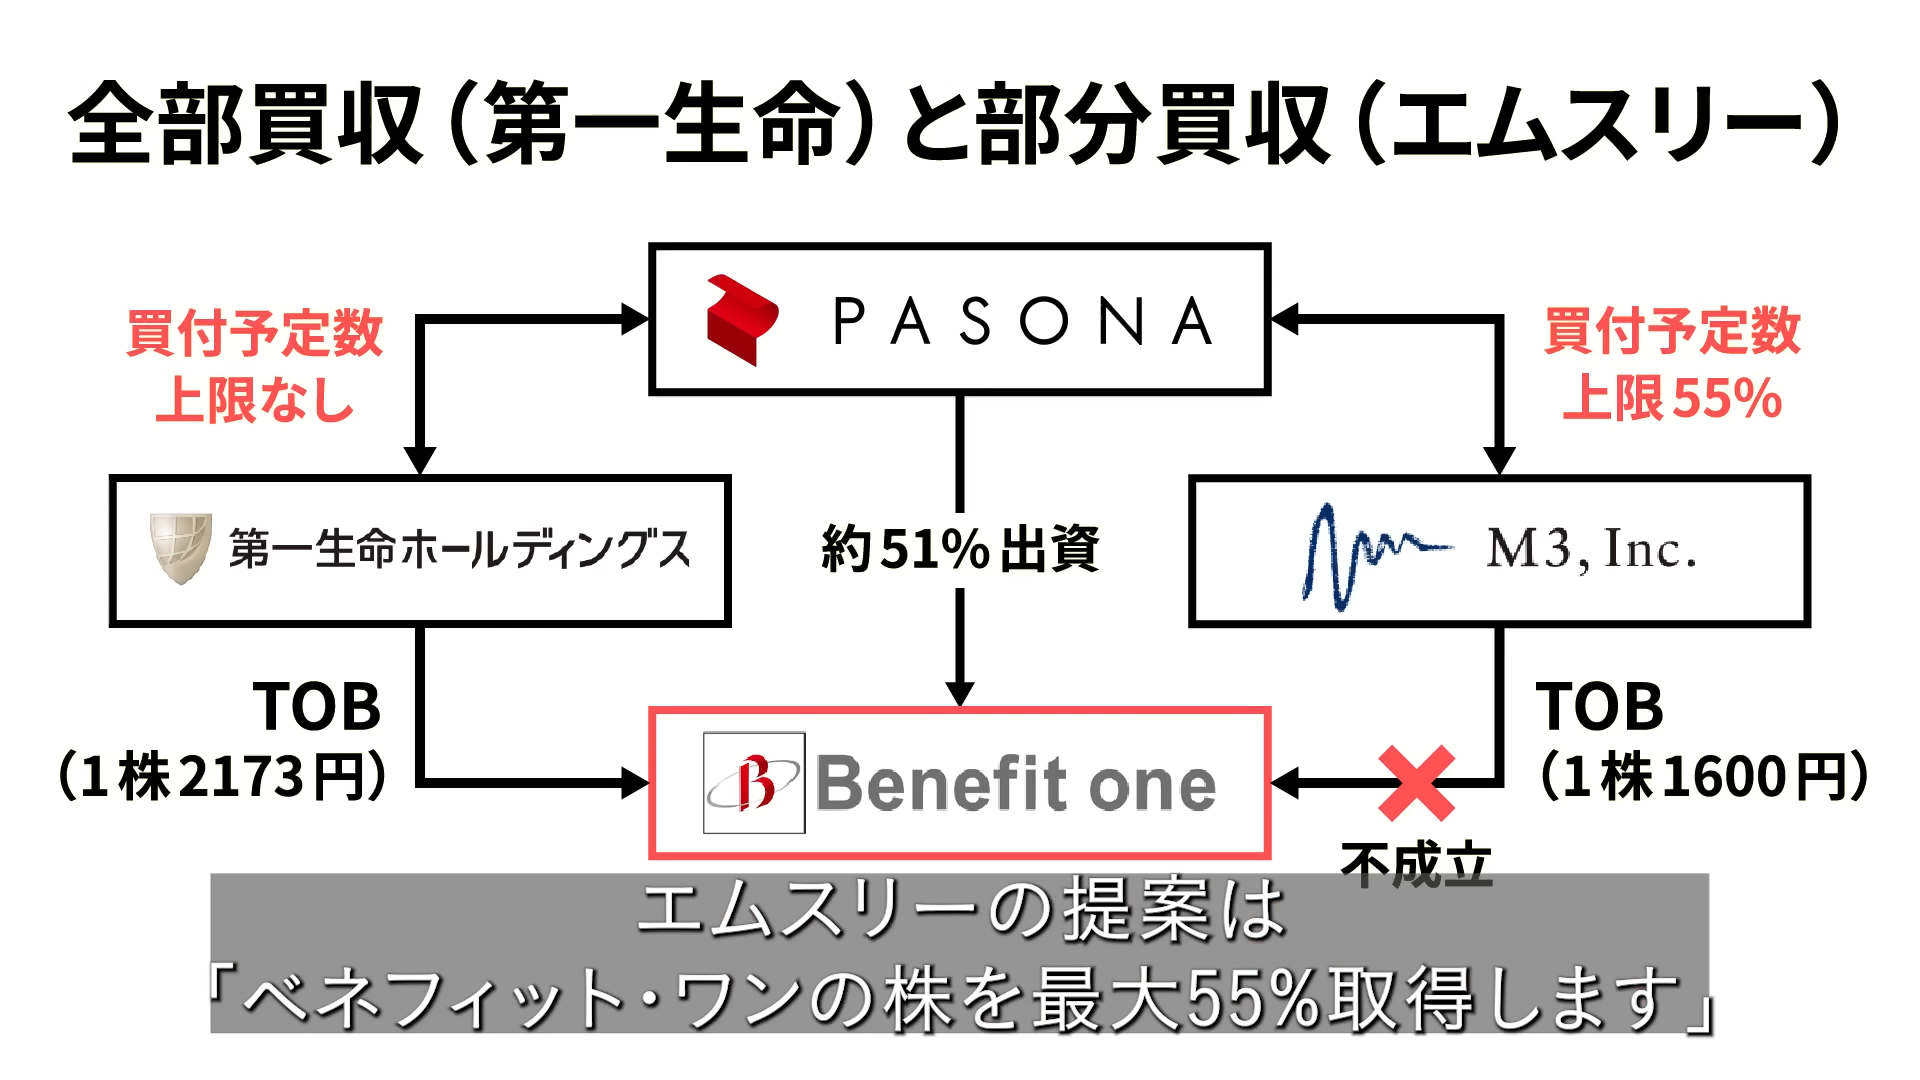 全部買収（第一生命）と部分買収（エムスリー）
PASONA
買付予定数
上限なし
買付予定数
上限55%
第一生命ホールディングス
約51%出資
M3, Inc.
TOB
（1株2173円）
B Benefit one
TOB
（1株1600円）
不成立
エムスリーの提案は
「ベネフィット・ワンの株を最大55%取得します」